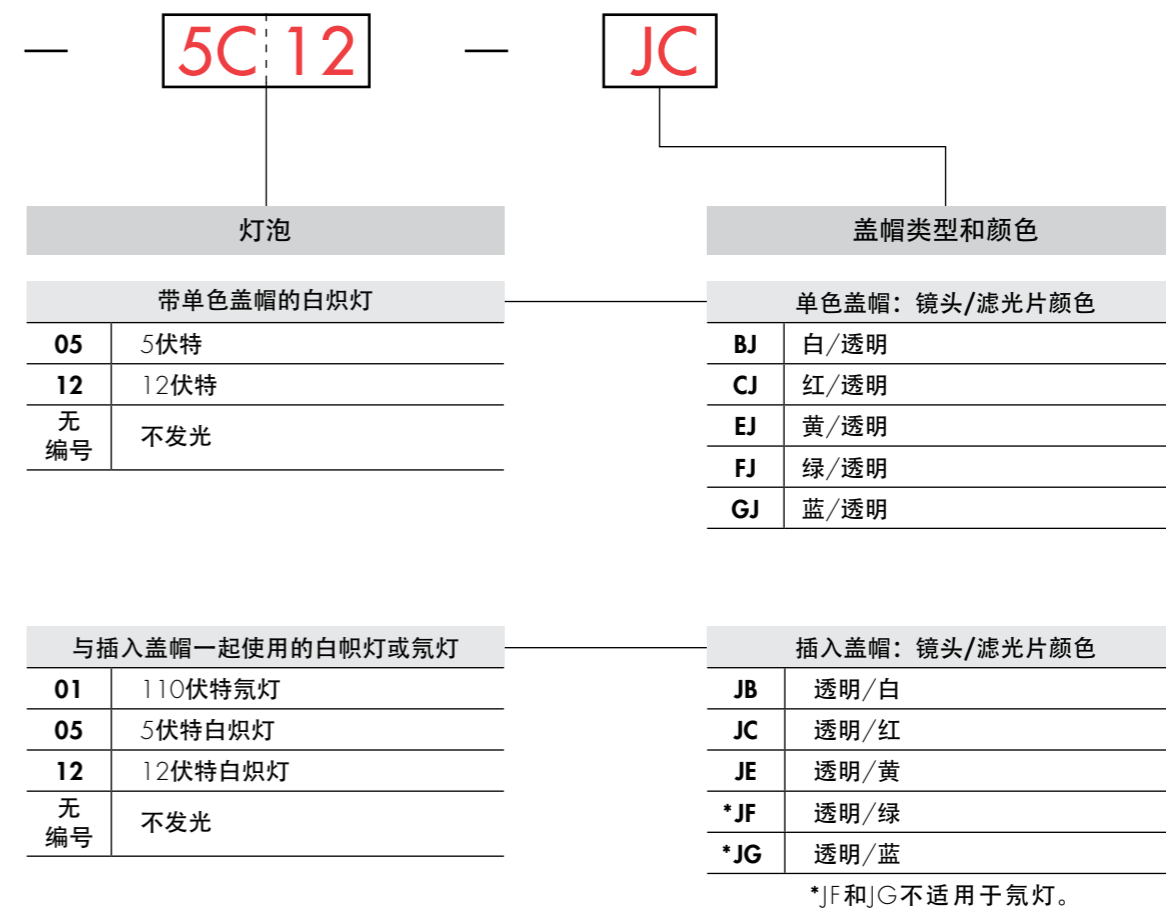 — 5C 12 — JC
灯泡
盖帽类型和颜色
带单色盖帽的白炽灯
05 5伏特
12 12伏特
无
编号
不发光
单色盖帽：镜头/滤光片颜色
BJ 白/透明
CJ 红/透明
EJ 黄/透明
FJ 绿/透明
GJ 蓝/透明
与插入盖帽一起使用的白帜灯或氖灯
01 110伏特氖灯
05 5伏特白炽灯
12 12伏特白炽灯
无
编号
不发光
插入盖帽：镜头/滤光片颜色
JB 透明/白
JC 透明/红
JE 透明/黄
*JF 透明/绿
*JG 透明/蓝
*JF和JG不适用于氖灯。